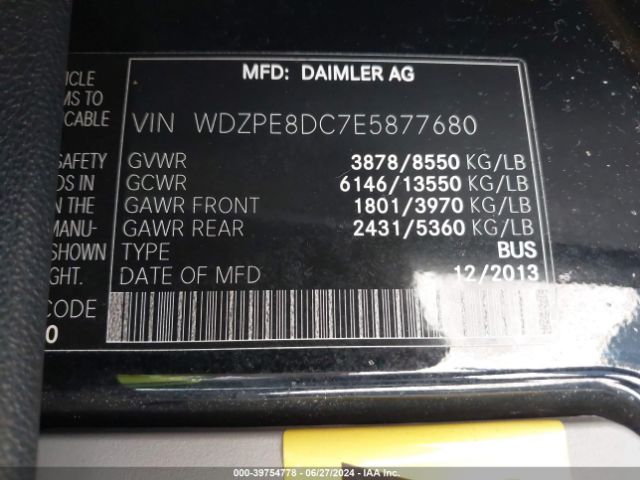 MFD: DAIMLER AG
ICLE
MS TO
CABLE
VIN WDZPE8DC7E5877680
SAFETY
GVWR 3878/8550 KG/LB
DS IN
GCWR 6146/13550 KG/LB
N THE
GAWR FRONT 1801/3970 KG/LB
MANU-
GAWR REAR 2431/5360 KG/LB
SHOWN
TYPE BUS
GHT.
DATE OF MFD 12/2013
CODE
0
000-39754778 - 06/27/2024 - IAA Inc.